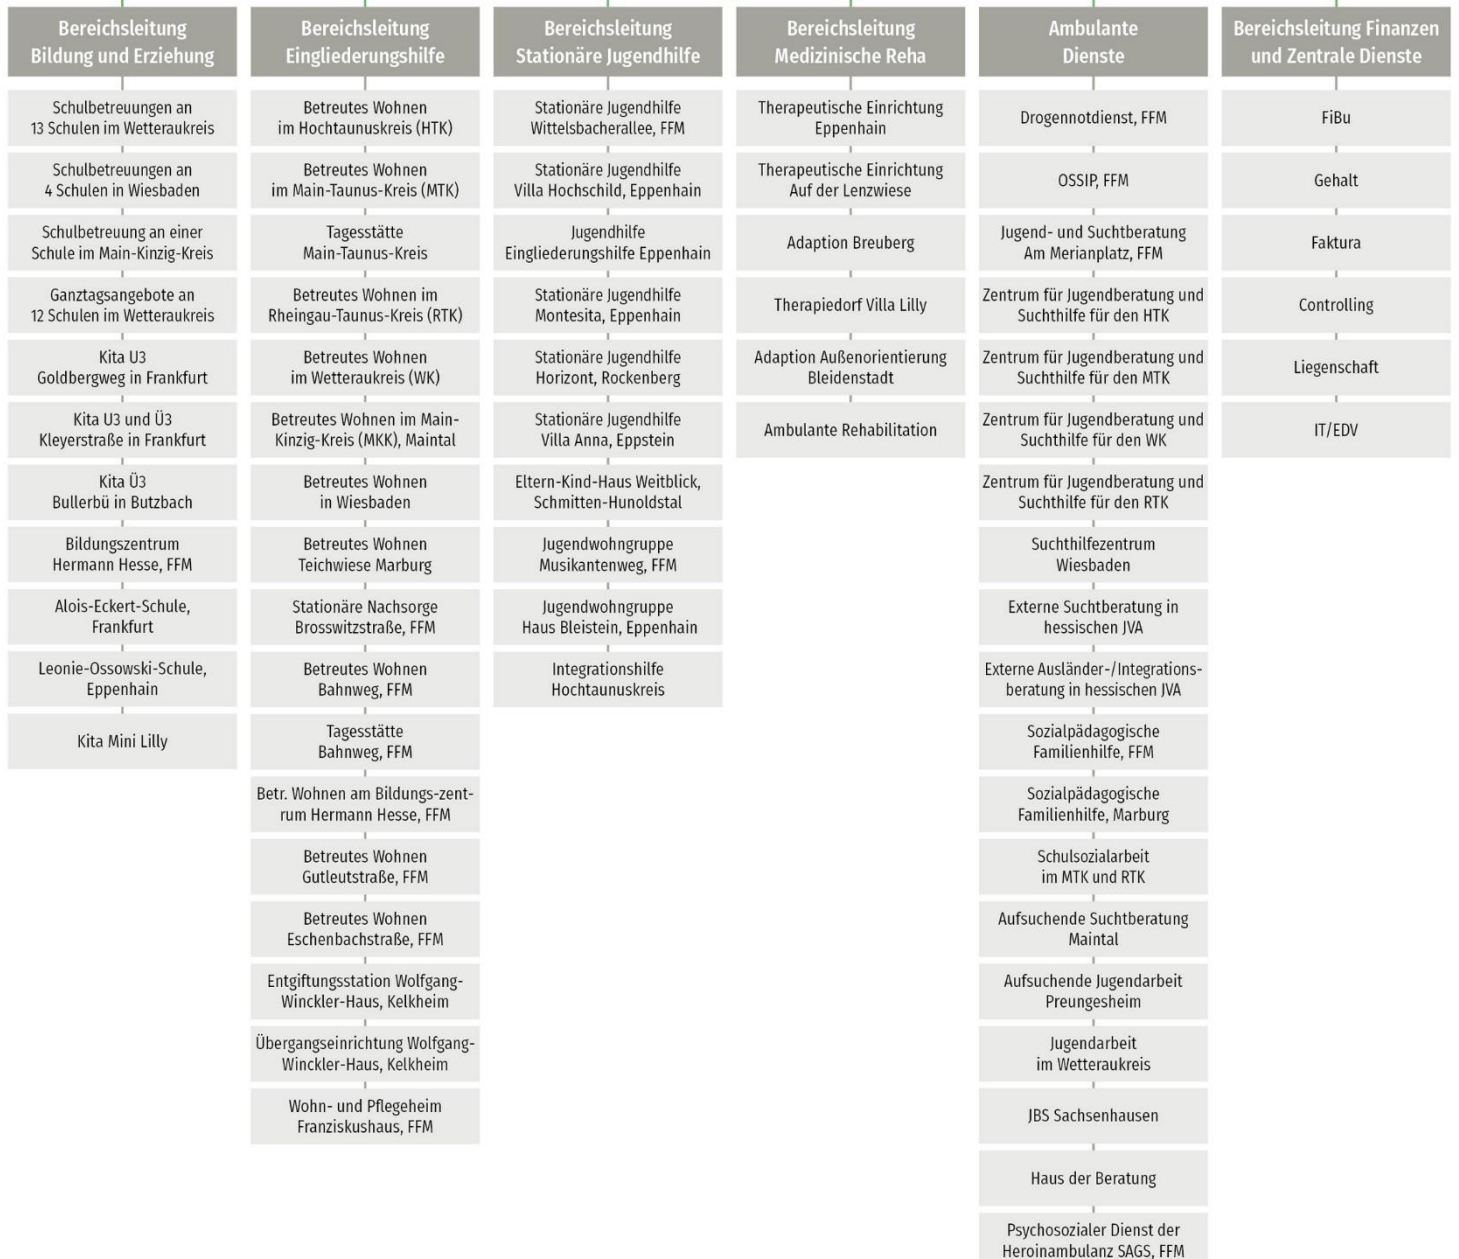 Bereichsleitung
Bildung und Erziehung
Schulbetreuungen an
13 Schulen im Wetteraukreis
Schulbetreuungen an
4 Schulen in Wiesbaden
Schulbetreuung an einer
Schule im Main-Kinzig-Kreis
Ganztagsangebote an
12 Schulen im Wetteraukreis
Kita U3
Goldbergweg in Frankfurt
Kita U3 und Ü3
Kleyerstraße in Frankfurt
Kita Ü3
Bullerbü in Butzbach
Bildungszentrum
Hermann Hesse, FFM
Alois-Eckert-Schule,
Frankfurt
Leonie-Ossowski-Schule,
Eppenhain
Kita Mini Lilly
Bereichsleitung
Eingliederungshilfe
Betreutes Wohnen
im Hochtaunuskreis (HTK)
Betreutes Wohnen
im Main-Taunus-Kreis (MTK)
Tagesstätte
Main-Taunus-Kreis
Betreutes Wohnen im
Rheingau-Taunus-Kreis (RTK)
Betreutes Wohnen
im Wetteraukreis (WK)
Betreutes Wohnen im Main-
Kinzig-Kreis (MKK), Maintal
Betreutes Wohnen
in Wiesbaden
Betreutes Wohnen
Teichwiese Marburg
Stationäre Nachsorge
Brosswitzstraße, FFM
Betreutes Wohnen
Bahnweg, FFM
Tagesstätte
Bahnweg, FFM
Betr. Wohnen am Bildungs-zent-
rum Hermann Hesse, FFM
Betreutes Wohnen
Gutleutstraße, FFM
Betreutes Wohnen
Eschenbachstraße, FFM
Entgiftungsstation Wolfgang-
Winckler-Haus, Kelkheim
Übergangseinrichtung Wolfgang-
Winckler-Haus, Kelkheim
Wohn- und Pflegeheim
Franziskushaus, FFM
Bereichsleitung
Stationäre Jugendhilfe
Stationäre Jugendhilfe
Wittelsbacherallee, FFM
Stationäre Jugendhilfe
Villa Hochschild, Eppenhain
Jugendhilfe
Eingliederungshilfe Eppenhain
Stationäre Jugendhilfe
Montesita, Eppenhain
Stationäre Jugendhilfe
Horizont, Rockenberg
Stationäre Jugendhilfe
Villa Anna, Eppstein
Eltern-Kind-Haus Weitblick,
Schmitten-Hunoldstal
Jugendwohngruppe
Musikantenweg, FFM
Jugendwohngruppe
Haus Bleistein, Eppenhain
Integrationshilfe
Hochtaunuskreis
Bereichsleitung
Medizinische Reha
Therapeutische Einrichtung
Eppenhain
Therapeutische Einrichtung
Auf der Lenzwiese
Adaption Breuberg
Therapiedorf Villa Lilly
Adaption Außenorientierung
Bleidenstadt
Ambulante Rehabilitation
Ambulante
Dienste
Drogennotdienst, FFM
OSSIP, FFM
Jugend- und Suchtberatung
Am Merianplatz, FFM
Zentrum für Jugendberatung und
Suchthilfe für den HTK
Zentrum für Jugendberatung und
Suchthilfe für den MTK
Zentrum für Jugendberatung und
Suchthilfe für den WK
Zentrum für Jugendberatung und
Suchthilfe für den RTK
Suchthilfezentrum
Wiesbaden
Externe Suchtberatung in
hessischen JVA
Externe Ausländer-/Integrations-
beratung in hessischen JVA
Sozialpädagogische
Familienhilfe, FFM
Sozialpädagogische
Familienhilfe, Marburg
Schulsozialarbeit
im MTK und RTK
Aufsuchende Suchtberatung
Maintal
Aufsuchende Jugendarbeit
Preungesheim
Jugendarbeit
im Wetteraukreis
JBS Sachsenhausen
Haus der Beratung
Psychosozialer Dienst der
Heroinambulanz SAGS, FFM
Bereichsleitung Finanzen
und Zentrale Dienste
FiBu
Gehalt
Faktura
Controlling
Liegenschaft
IT/EDV